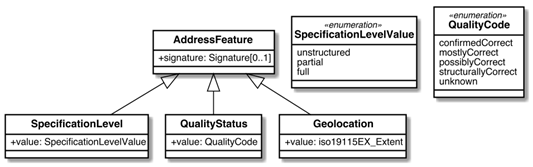 AddressFeature
+signature: Signature[0..1]
«enumeration»
SpecificationLevelValue
unstructured
partial
full
«enumeration»
QualityCode
confirmedCorrect
mostlyCorrect
possiblyCorrect
structurallyCorrect
unknown
SpecificationLevel
+value: SpecificationLevelValue
QualityStatus
+value: QualityCode
Geolocation
+value: iso19115EX_Extent